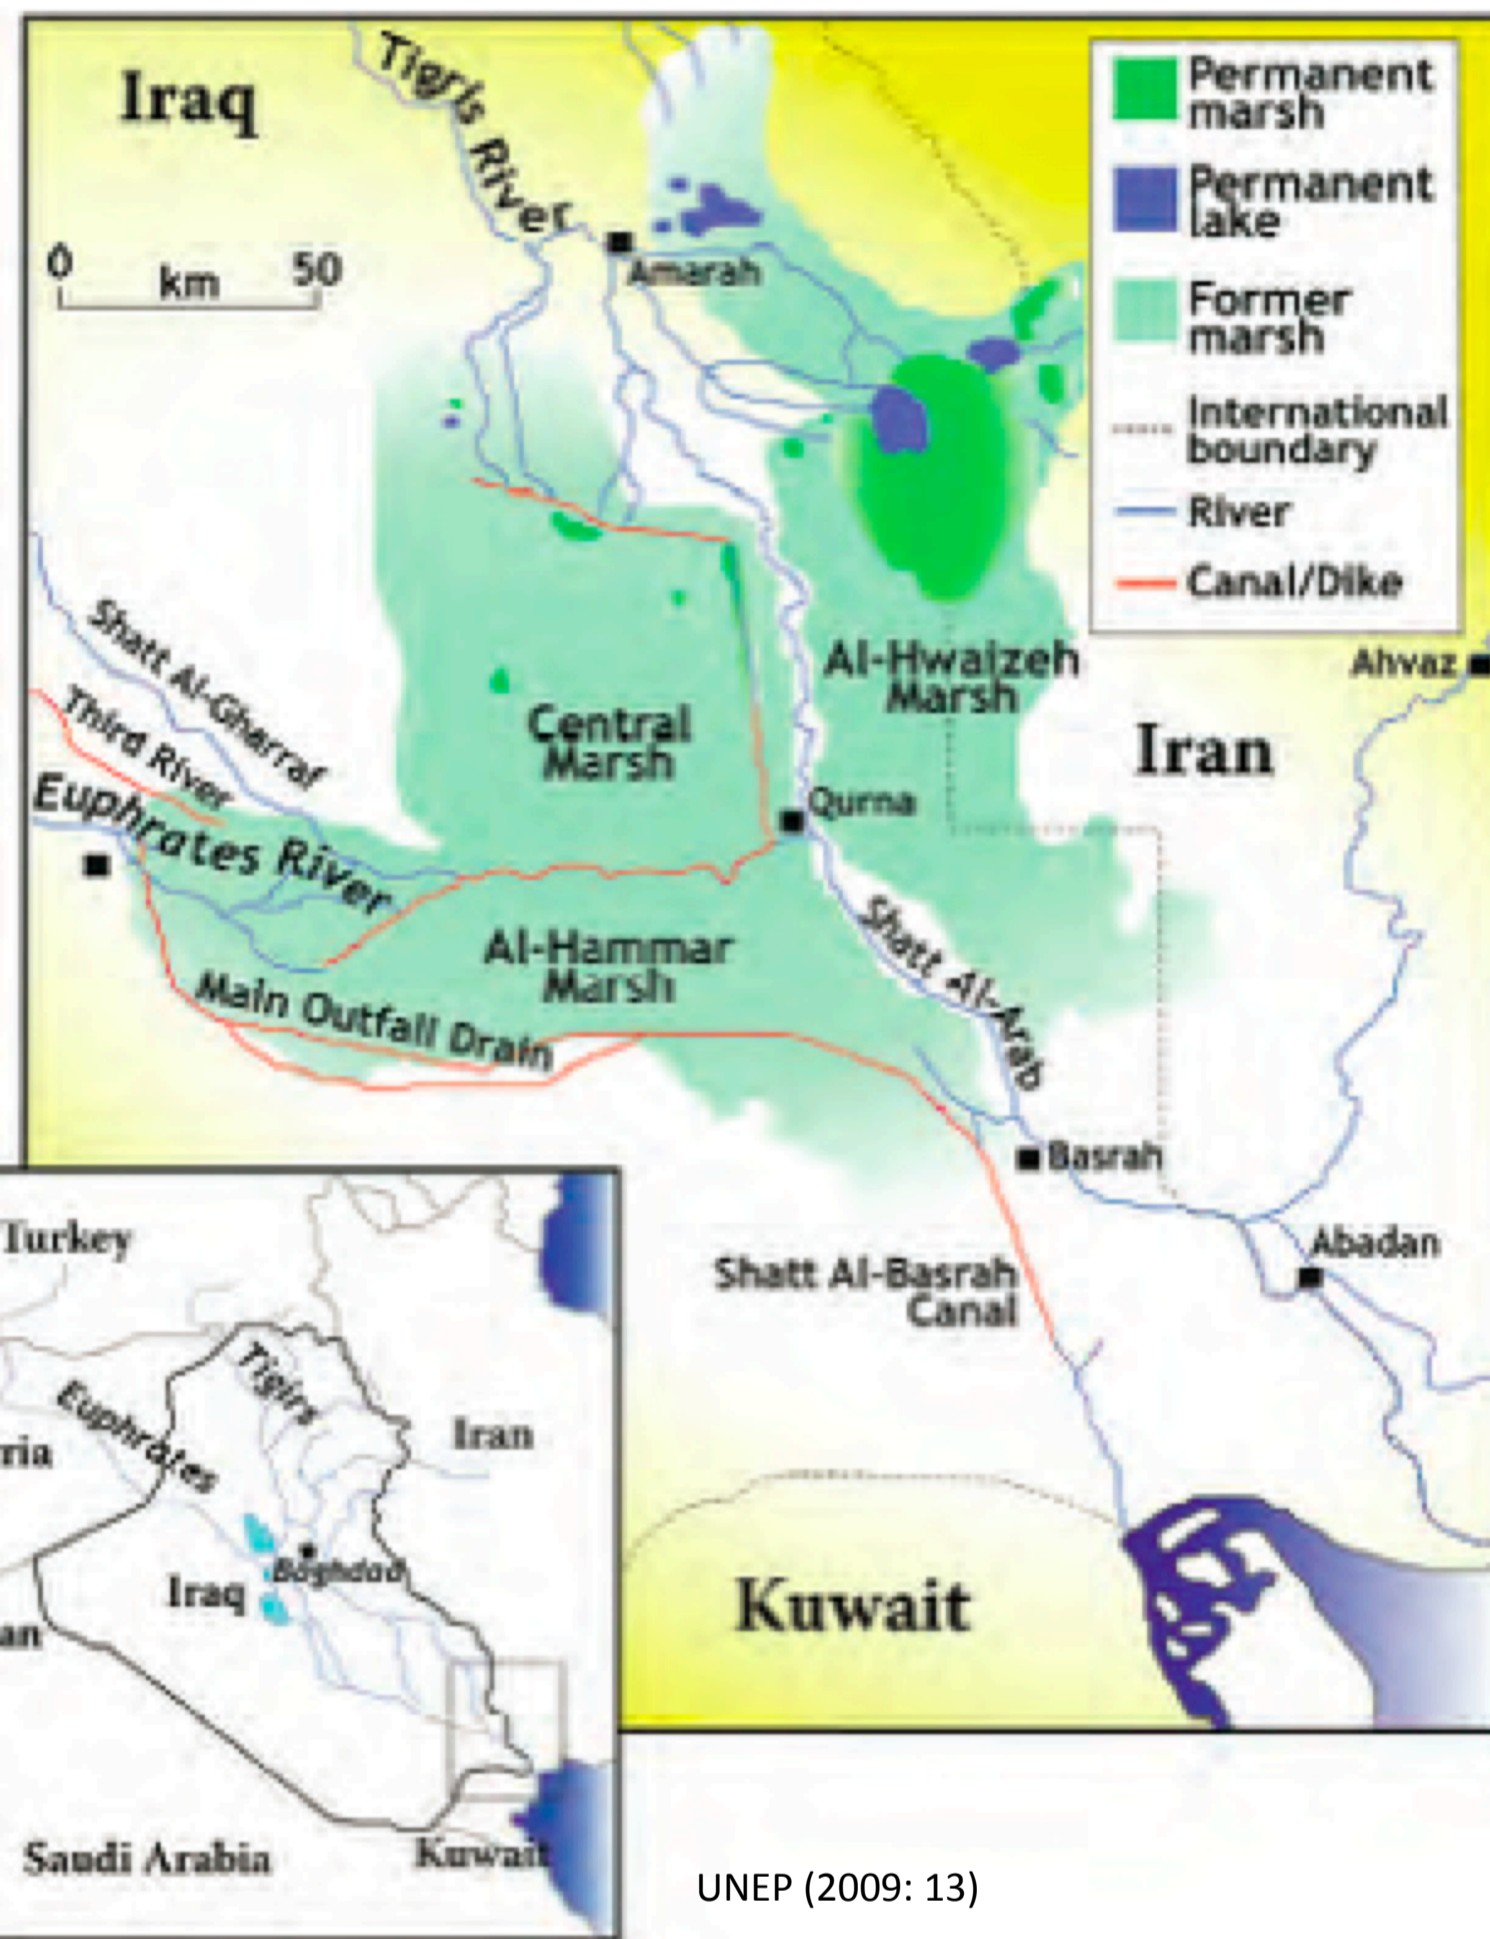 Iraq
Tigris River
0 km 50
Amarah
Permanent
marsh
Permanent
lake
Former
marsh
International
boundary
River
Canal/Dike
Shatt Al-Gharraf
Third River
Euphrates River
Central
Marsh
Al-Hwaizeh
Marsh
Ahvaz
Iran
Qurna
Al-Hammar
Marsh
Main Outfall Drain
Shatt Al-Arab
Basrah
Abadan
Shatt Al-Basrah
Canal
Kuwait
Turkey
Tigirs
Euphrates
ria
Iran
Baghdad
Iraq
an
Saudi Arabia
Kuwait
UNEP (2009: 13)